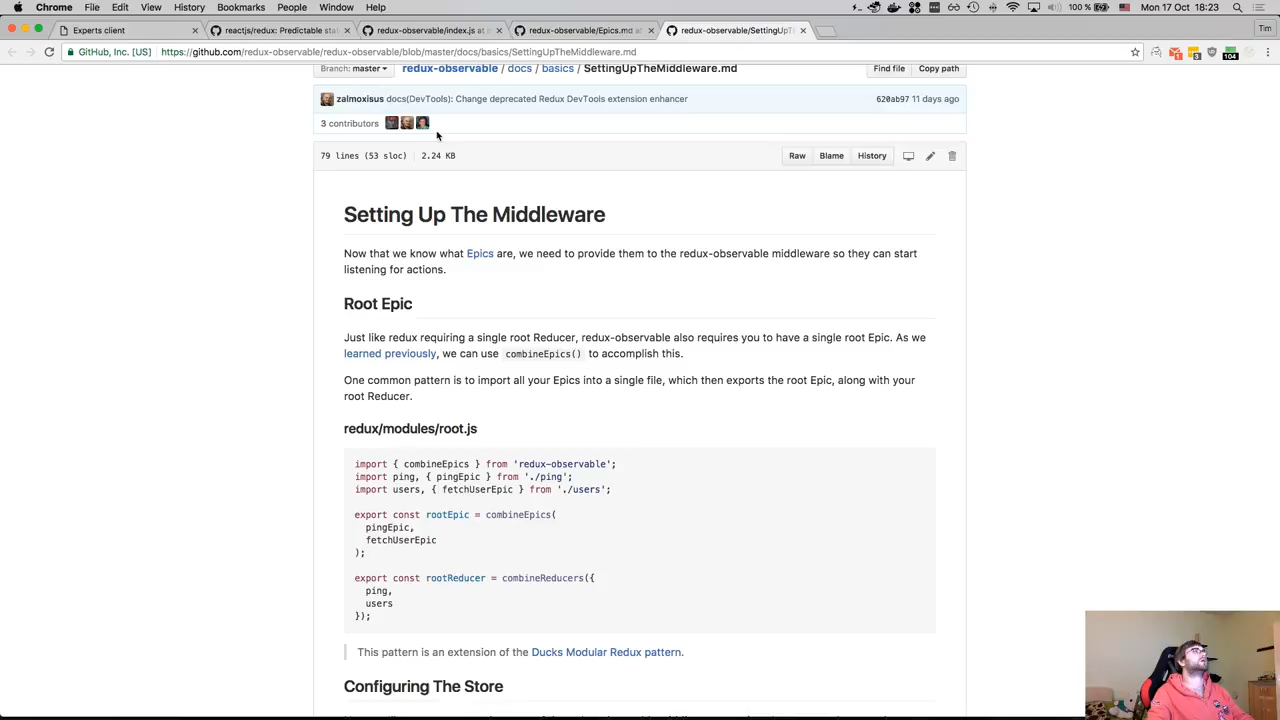 Chrome File Edit View History Bookmarks People Window Help 100 % Mon 17 Oct 18:23
Experts client
reactjs/redux: Predictable stat
redux-observable/index.js at m
redux-observable/Epics.md at
redux-observable/SettingUpTh
Tim
GitHub, Inc. [US] https://github.com/redux-observable/redux-observable/blob/master/docs/basics/SettingUpTheMiddleware.md
1 3 104
Branch: master redux-observable / docs / basics / SettingUpTheMiddleware.md Find file Copy path
zalmoxisus docs(DevTools): Change deprecated Redux DevTools extension enhancer 620ab97 11 days ago
3 contributors
79 lines (53 sloc) 2.24 KB Raw Blame History
Setting Up The Middleware
Now that we know what Epics are, we need to provide them to the redux-observable middleware so they can start
listening for actions.
Root Epic
Just like redux requiring a single root Reducer, redux-observable also requires you to have a single root Epic. As we
learned previously, we can use combineEpics() to accomplish this.
One common pattern is to import all your Epics into a single file, which then exports the root Epic, along with your
root Reducer.
redux/modules/root.js
import { combineEpics } from 'redux-observable';
import ping, { pingEpic } from './ping';
import users, { fetchUserEpic } from './users';
export const rootEpic = combineEpics(
pingEpic,
fetchUserEpic
);
export const rootReducer = combineReducers({
ping,
users
});
This pattern is an extension of the Ducks Modular Redux pattern.
Configuring The Store